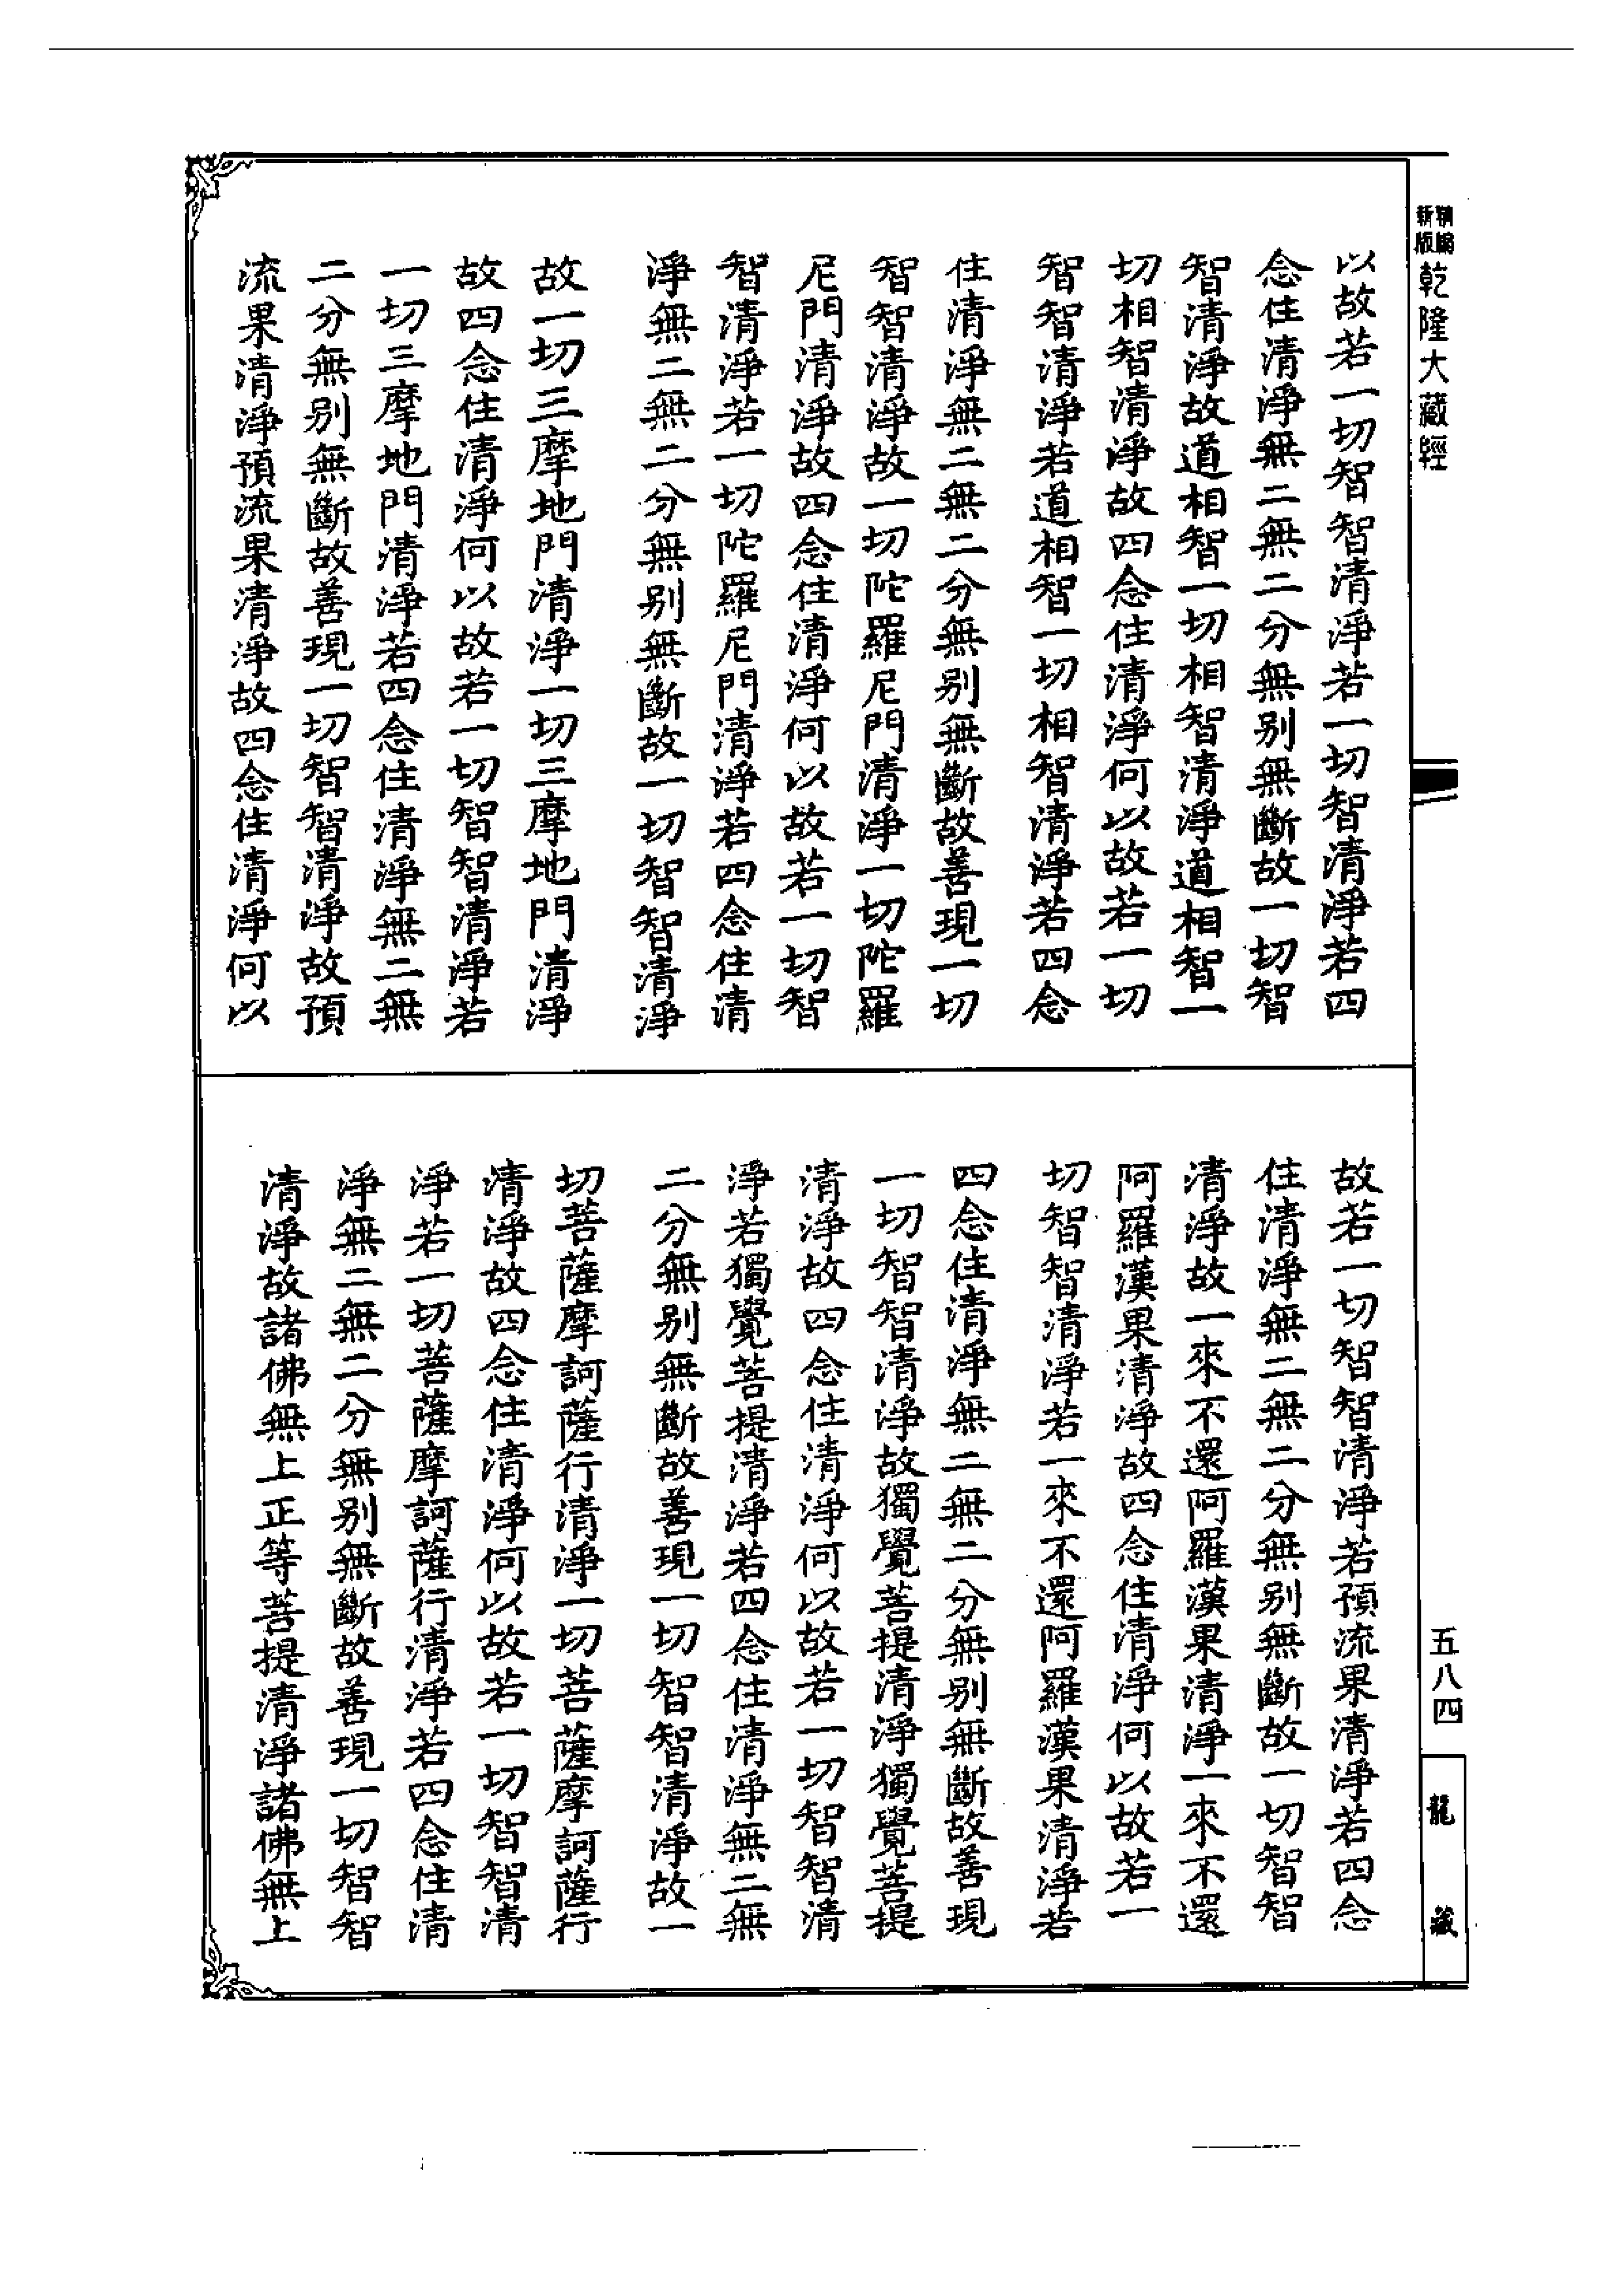 新編
新版
乾隆大藏經
以故若一切智智清淨若一切智清淨若四
念住清淨無二無二分無別無斷故一切智
智清淨故道相智一切相智清淨道相智一
切相智清淨故四念住清淨何以故若一切
智智清淨若道相智一切相智清淨若四念
住清淨無二無二分無別無斷故善現一切
智智清淨故一切陀羅尼門清淨一切陀羅
尼門清淨故四念住清淨何以故若一切智
智清淨若一切陀羅尼門清淨若四念住清
淨無二無二分無別無斷故一切智智清淨
故一切三摩地門清淨一切三摩地門清淨
故四念住清淨何以故若一切智智清淨若
一切三摩地門清淨若四念住清淨無二無
二分無別無斷故善現一切智智清淨故預
流果清淨預流果清淨故四念住清淨何以
故若一切智智清淨若預流果清淨若四念
住清淨無二無二分無別無斷故一切智智
清淨故一來不還阿羅漢果清淨一來不還
阿羅漢果清淨故四念住清淨何以故若一
切智智清淨若一來不還阿羅漢果清淨若
四念住清淨無二無二分無別無斷故善現
一切智智清淨故獨覺菩提清淨獨覺菩提
清淨故四念住清淨何以故若一切智智清
淨若獨覺菩提清淨若四念住清淨無二無
二分無別無斷故善現一切智智清淨故一
切菩薩摩訶薩行清淨一切菩薩摩訶薩行
清淨故四念住清淨何以故若一切智智清
淨若一切菩薩摩訶薩行清淨若四念住清
淨無二無二分無別無斷故善現一切智智
清淨故諸佛無上正等菩提清淨諸佛無上
五八四
龍藏